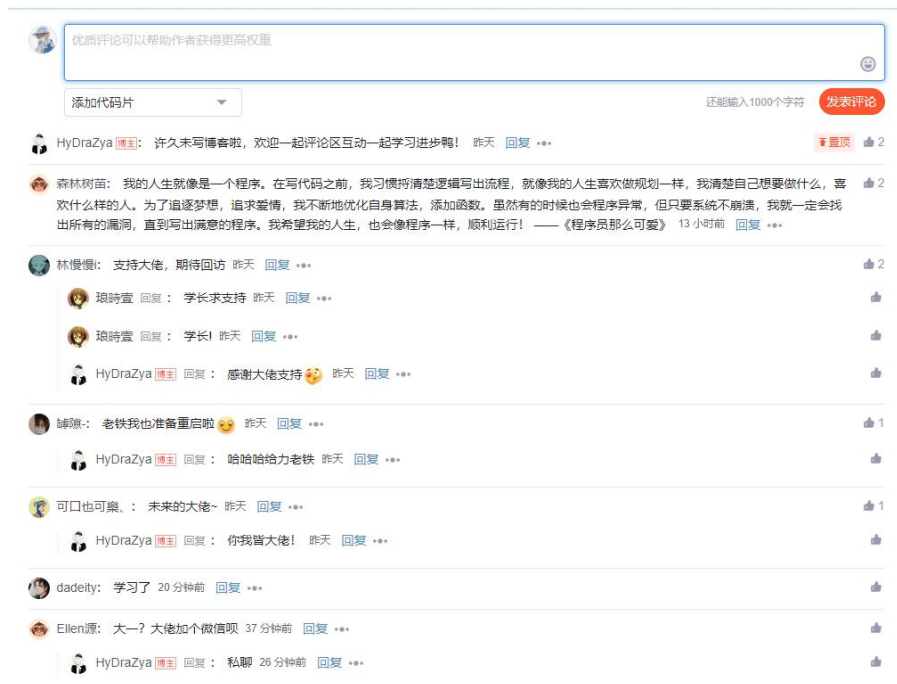 优质评论可以帮助作者获得更高权重
添加代码片
还能输入1000个字符 发表评论
HyDraZya 博主： 许久未写博客啦，欢迎一起评论区互动一起学习进步鸭！ 昨天 回复 置顶 2
森林树苗： 我的人生就像是一个程序。在写代码之前，我习惯捋清楚逻辑写出流程，就像我的人生喜欢做规划一样，我清楚自己想要做什么，喜 2
欢什么样的人。为了追逐梦想，追求爱情，我不断地优化自身算法，添加函数。虽然有的时候也会程序异常，但只要系统不崩溃，我就一定会找
出所有的漏洞，直到写出满意的程序。我希望我的人生，也会像程序一样，顺利运行！ ——《程序员那么可爱》 13 小时前 回复
林慢慢i： 支持大佬，期待回访 昨天 回复 2
琅時壹 回复： 学长求支持 昨天 回复
琅時壹 回复： 学长! 昨天 回复
HyDraZya 博主 回复： 感谢大佬支持 昨天 回复
罅隙-： 老铁我也准备重启啦 昨天 回复 1
HyDraZya 博主 回复： 哈哈哈给力老铁 昨天 回复
可口也可樂、： 未来的大佬~ 昨天 回复 1
HyDraZya 博主 回复： 你我皆大佬！ 昨天 回复
dadeity： 学习了 20 分钟前 回复
Ellen源： 大一？大佬加个微信呗 37 分钟前 回复
HyDraZya 博主 回复： 私聊 26 分钟前 回复